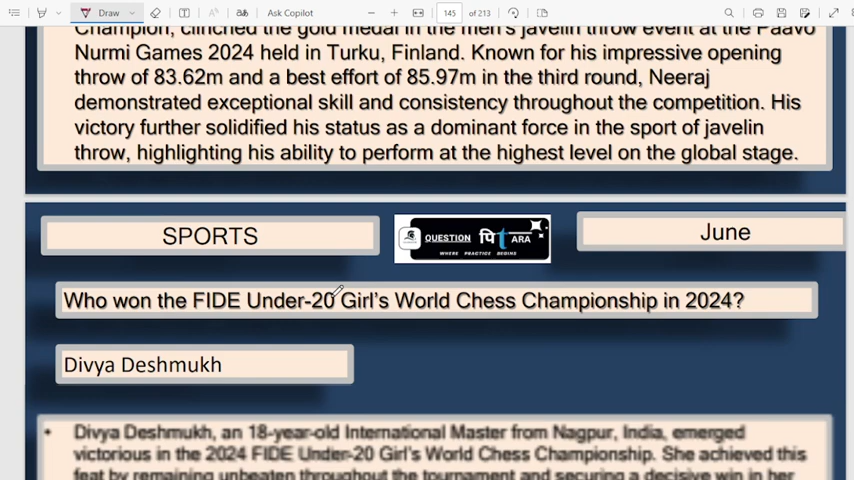 Draw
Ask Copilot
145 of 213
Champion, clinched the gold medal in the men's javelin throw event at the Paavo
Nurmi Games 2024 held in Turku, Finland. Known for his impressive opening
throw of 83.62m and a best effort of 85.97m in the third round, Neeraj
demonstrated exceptional skill and consistency throughout the competition. His
victory further solidified his status as a dominant force in the sport of javelin
throw, highlighting his ability to perform at the highest level on the global stage.
SPORTS
QUESTION पिtARA
WHERE PRACTICE BEGINS
June
Who won the FIDE Under-20 Girl's World Chess Championship in 2024?
Divya Deshmukh
• Divya Deshmukh, an 18-year-old International Master from Nagpur, India, emerged
victorious in the 2024 FIDE Under-20 Girl's World Chess Championship. She achieved this
feat by remaining unbeaten throughout the tournament and securing a decisive win in her